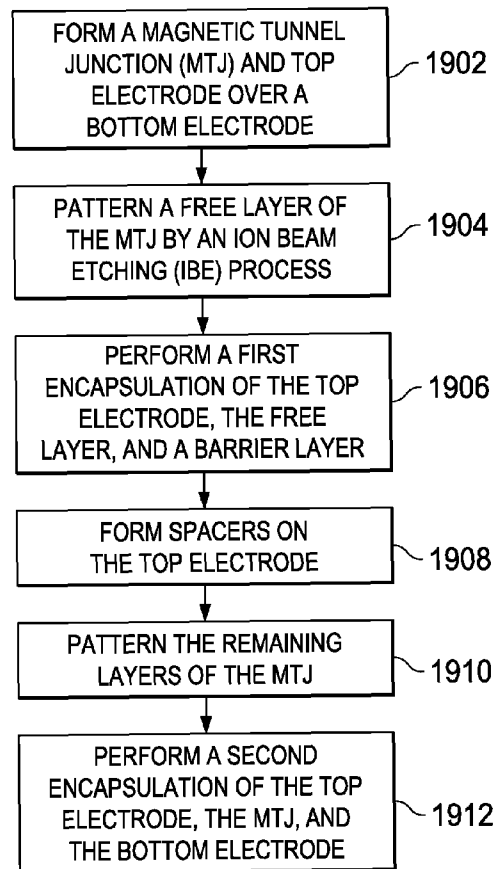 FORM A MAGNETIC TUNNEL
JUNCTION (MTJ) AND TOP
ELECTRODE OVER A
BOTTOM ELECTRODE
1902
PATTERN A FREE LAYER OF
THE MTJ BY AN ION BEAM
ETCHING (IBE) PROCESS
1904
PERFORM A FIRST
ENCAPSULATION OF THE TOP
ELECTRODE, THE FREE
LAYER, AND A BARRIER LAYER
1906
FORM SPACERS ON
THE TOP ELECTRODE
1908
PATTERN THE REMAINING
LAYERS OF THE MTJ
1910
PERFORM A SECOND
ENCAPSULATION OF THE TOP
ELECTRODE, THE MTJ, AND
THE BOTTOM ELECTRODE
1912